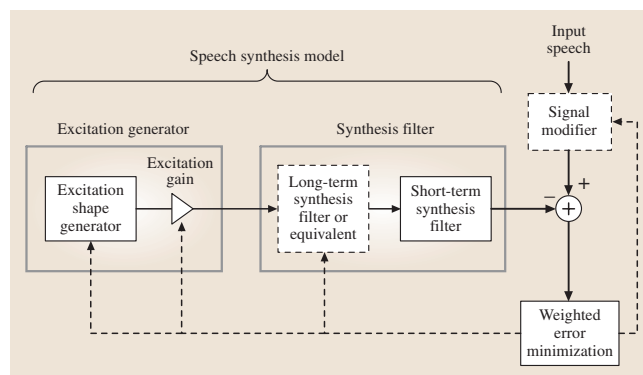 Input
speech
Speech synthesis model
Signal
modifier
Excitation generator
Synthesis filter
Excitation
gain
Excitation
shape
generator
Long-term
synthesis
filter or
equivalent
Short-term
synthesis
filter
− +
+
Weighted
error
minimization